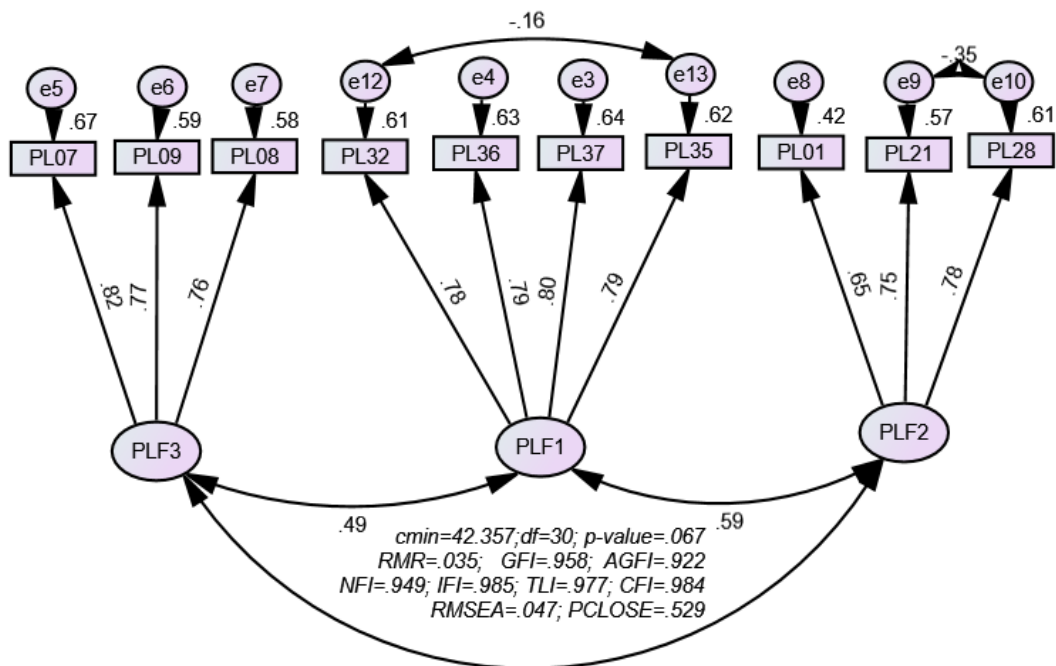 -.16
e5 e6 e7 e12 e4 e3 e13 e8 e9 -.35 e10
.67 .59 .58 .61 .63 .64 .62 .42 .57 .61
PL07 PL09 PL08 PL32 PL36 PL37 PL35 PL01 PL21 PL28
.82 .77 .76 .78 .79 .80 .79 .65 .75 .78
PLF3 PLF1 PLF2
.49 .59
cmin=42.357;df=30; p-value=.067
RMR=.035; GFI=.958; AGFI=.922
NFI=.949; IFI=.985; TLI=.977; CFI=.984
RMSEA=.047; PCLOSE=.529